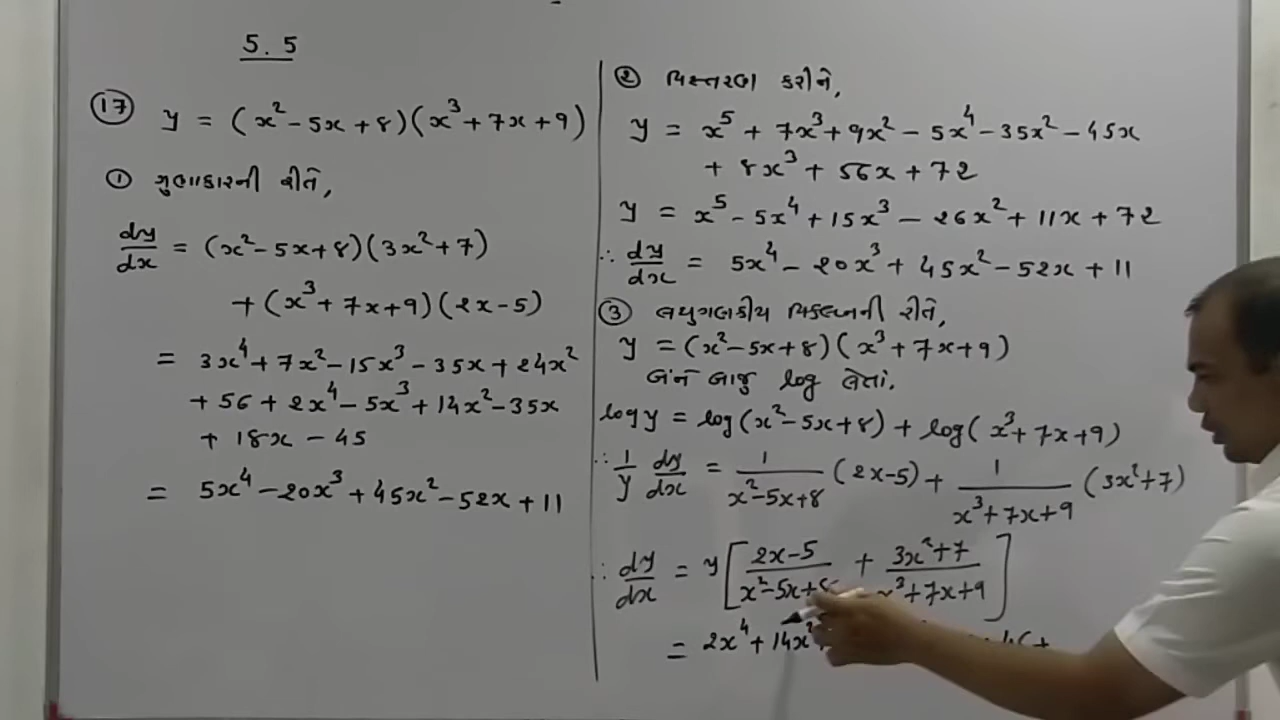 5.5
(17) y = (x² - 5x + 8)(x³ + 7x + 9)
① ગુણાકારની રીતે,
dy/dx = (x² - 5x + 8)(3x² + 7)
+ (x³ + 7x + 9)(2x - 5)
= 3x⁴ + 7x² - 15x³ - 35x + 24x²
+ 56 + 2x⁴ - 5x³ + 14x² - 35x
+ 18x - 45
= 5x⁴ - 20x³ + 45x² - 52x + 11
② વિસ્તરણ કરીને,
y = x⁵ + 7x³ + 9x² - 5x⁴ - 35x² - 45x
+ 8x³ + 56x + 72
y = x⁵ - 5x⁴ + 15x³ - 26x² + 11x + 72
∴ dy/dx = 5x⁴ - 20x³ + 45x² - 52x + 11
③ લઘુગણકીય વિકલનની રીતે,
y = (x² - 5x + 8)(x³ + 7x + 9)
બંને બાજુ log લેતાં.
log y = log(x² - 5x + 8) + log(x³ + 7x + 9)
∴ 1/y dy/dx = 1/(x² - 5x + 8) (2x - 5) + 1/(x³ + 7x + 9) (3x² + 7)
∴ dy/dx = y[(2x - 5)/(x² - 5x + 8) + (3x² + 7)/(x³ + 7x + 9)]
= 2x⁴ + 14x²